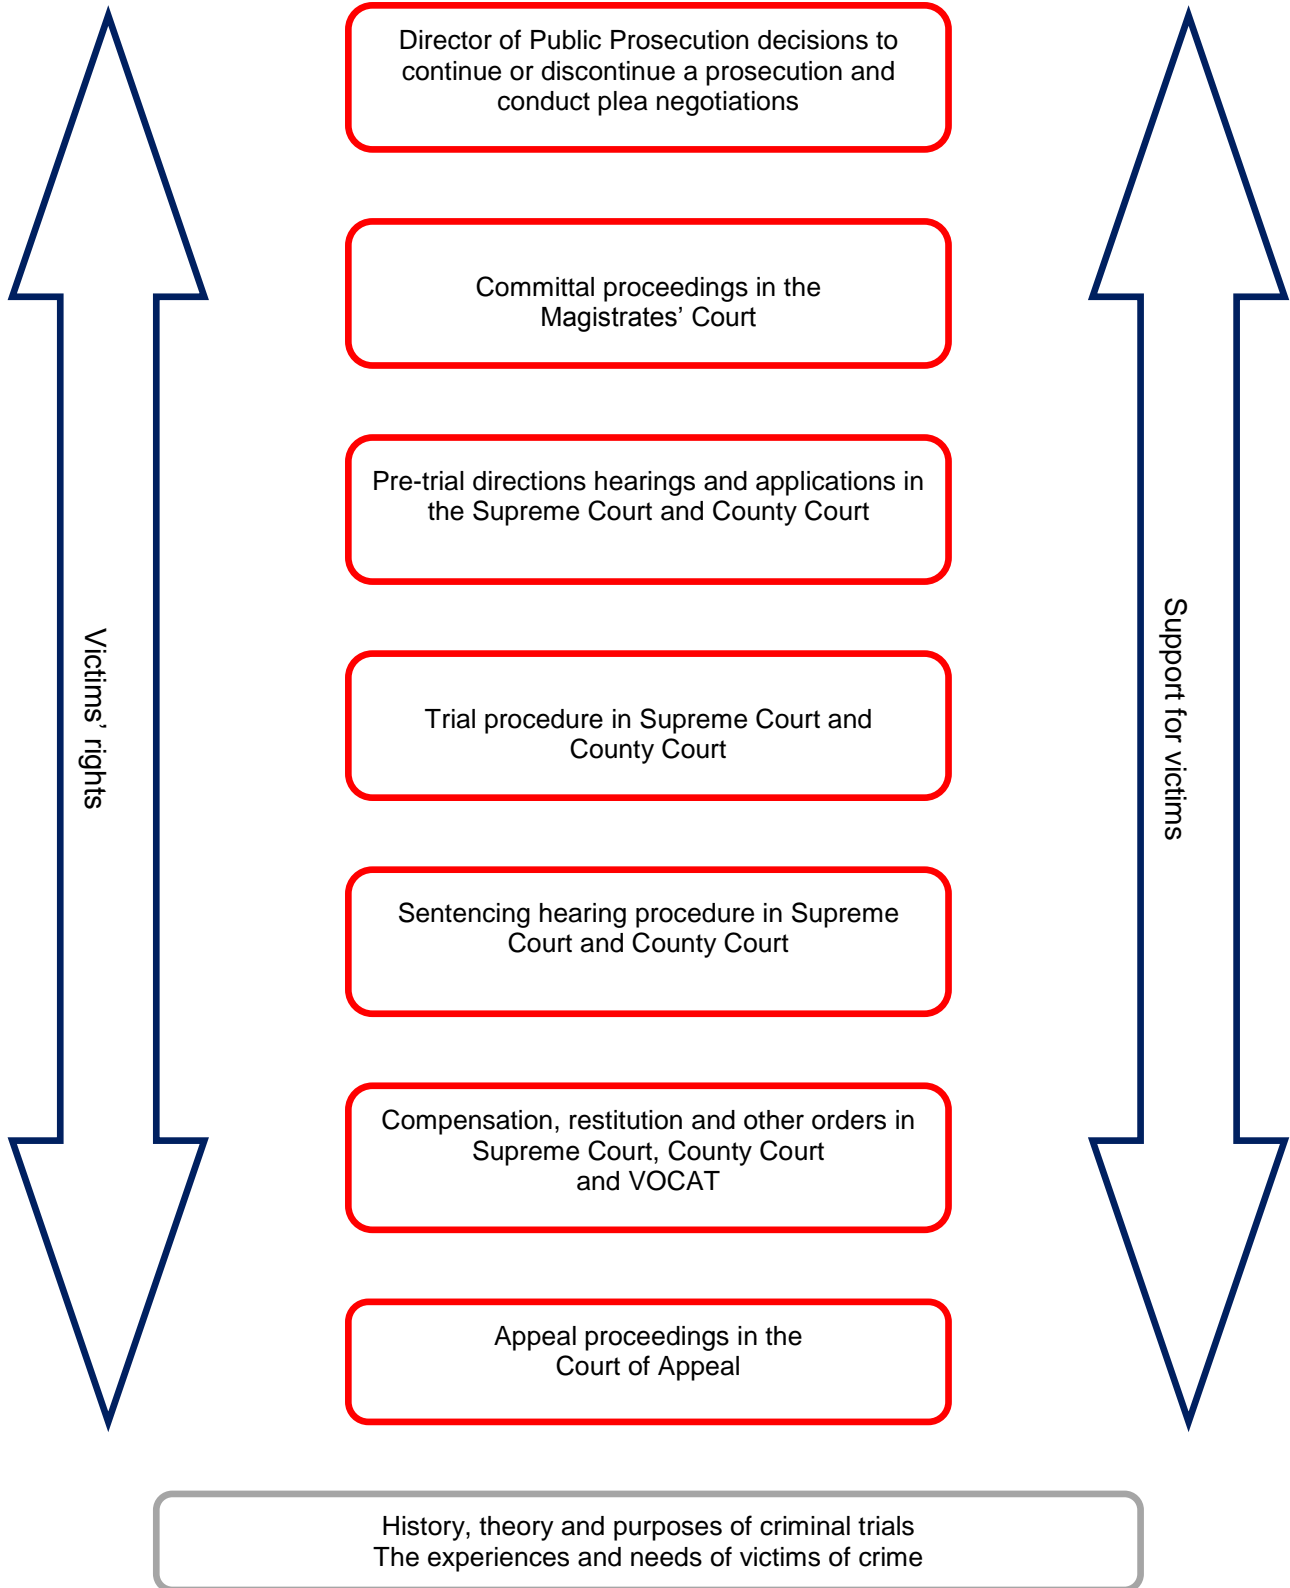 Director of Public Prosecution decisions to
continue or discontinue a prosecution and
conduct plea negotiations
Committal proceedings in the
Magistrates’ Court
Pre-trial directions hearings and applications in
the Supreme Court and County Court
Victims’ rights
Support for victims
Trial procedure in Supreme Court and
County Court
Sentencing hearing procedure in Supreme
Court and County Court
Compensation, restitution and other orders in
Supreme Court, County Court
and VOCAT
Appeal proceedings in the
Court of Appeal
History, theory and purposes of criminal trials
The experiences and needs of victims of crime